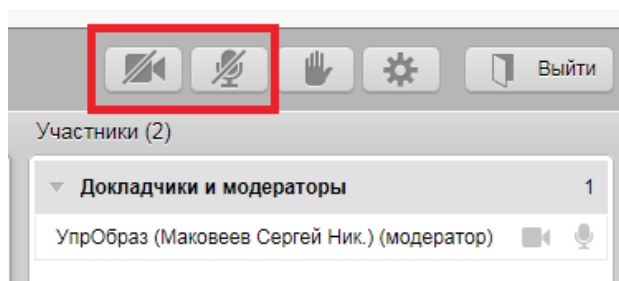 Выйти
Участники (2)
Докладчики и модераторы 1
УпрОбраз (Маковеев Сергей Ник.) (модератор)